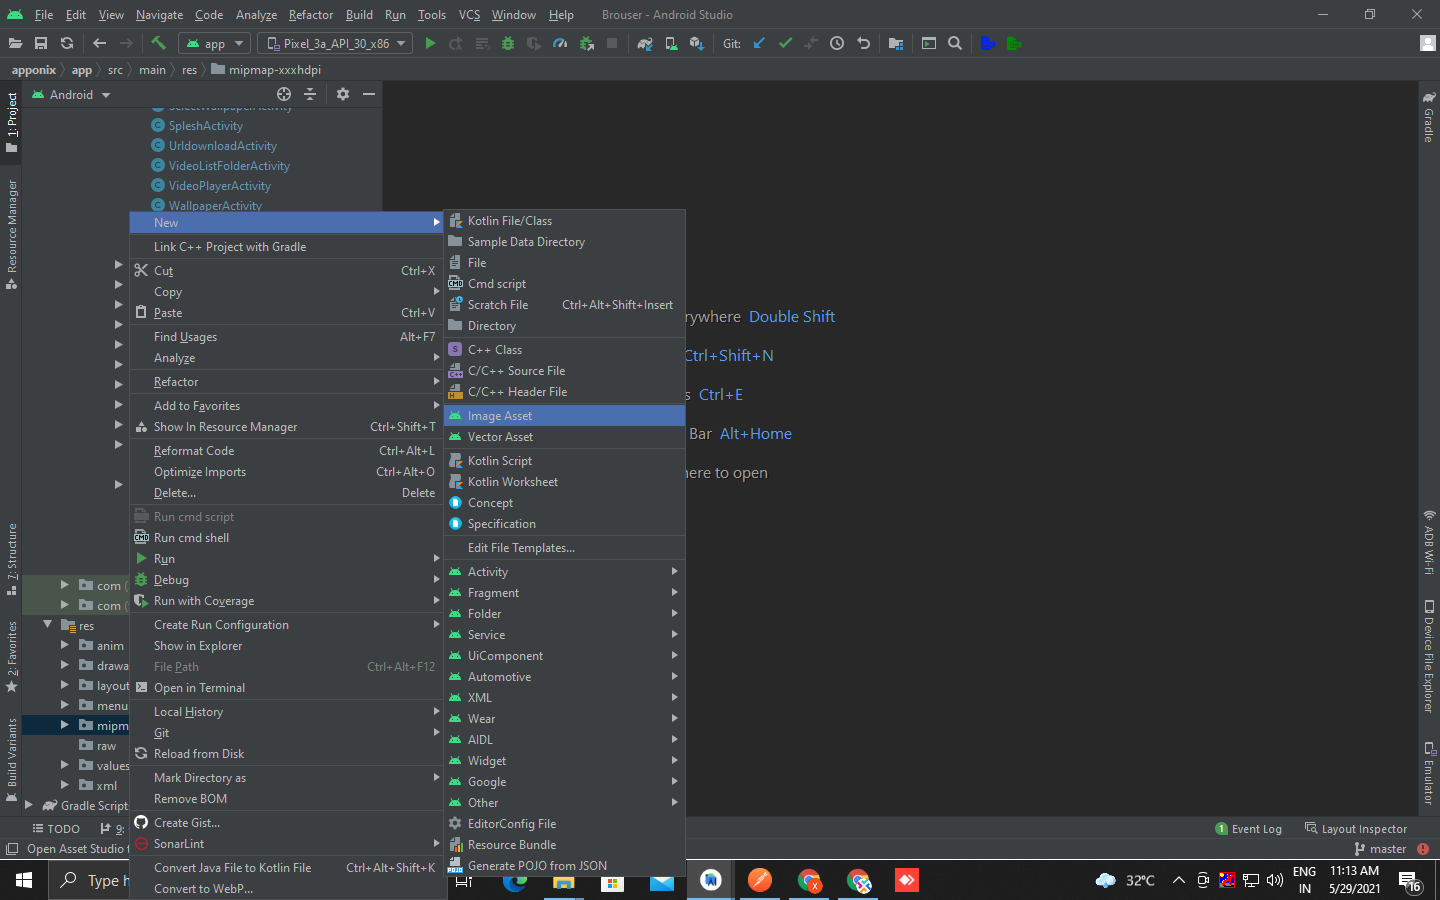 File Edit View Navigate Code Analyze Refactor Build Run Tools VCS Window Help Brouser - Android Studio
app Pixel_3a_API_30_x86 Git:
apponix app src main res mipmap-xxxhdpi
Android
SelectWallpaperActivity
SpleshActivity
UrldownloadActivity
VideoListFolderActivity
VideoPlayerActivity
WallpaperActivity
New
Link C++ Project with Gradle
Cut Ctrl+X
Copy
Paste Ctrl+V
Find Usages Alt+F7
Analyze
Refactor
Add to Favorites
Show In Resource Manager Ctrl+Shift+T
Reformat Code Ctrl+Alt+L
Optimize Imports Ctrl+Alt+O
Delete... Delete
Run cmd script
CMD Run cmd shell
Run
Debug
Run with Coverage
Create Run Configuration
Show in Explorer
File Path Ctrl+Alt+F12
Open in Terminal
Local History
Git
Reload from Disk
Mark Directory as
Remove BOM
Create Gist...
SonarLint
Convert Java File to Kotlin File Ctrl+Alt+Shift+K
Convert to WebP...
Kotlin File/Class
Sample Data Directory
File
CMD Cmd script
Scratch File Ctrl+Alt+Shift+Insert
Directory
S C++ Class
C++ C/C++ Source File
H C/C++ Header File
Image Asset
Vector Asset
Kotlin Script
Kotlin Worksheet
Concept
Specification
Edit File Templates...
Activity
Fragment
Folder
Service
UiComponent
Automotive
XML
Wear
AIDL
Widget
Google
Other
EditorConfig File
Resource Bundle
POJO Generate POJO from JSON
rywhere Double Shift
Ctrl+Shift+N
s Ctrl+E
Bar Alt+Home
here to open
com (
com (
res
anim
drawa
layout
menu
mipm
raw
values
xml
Gradle Script
1: Project
Resource Manager
7: Structure
2: Favorites
Build Variants
Gradle
ADB Wi-Fi
Device File Explorer
Emulator
TODO 9: 1 Event Log Layout Inspector
Open Asset Studio master
Type h 32°C ENG IN 11:13 AM 5/29/2021 16